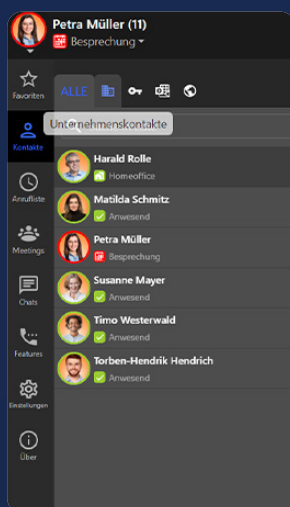 Petra Müller (11)
Besprechung
Favoriten
ALLE
Unternehmenskontakte
Kontakte
Harald Rolle
Homeoffice
Anrufliste
Matilda Schmitz
Anwesend
Meetings
Petra Müller
Besprechung
Chats
Susanne Mayer
Anwesend
Features
Timo Westerwald
Anwesend
Einstellungen
Torben-Hendrik Hendrich
Anwesend
Über